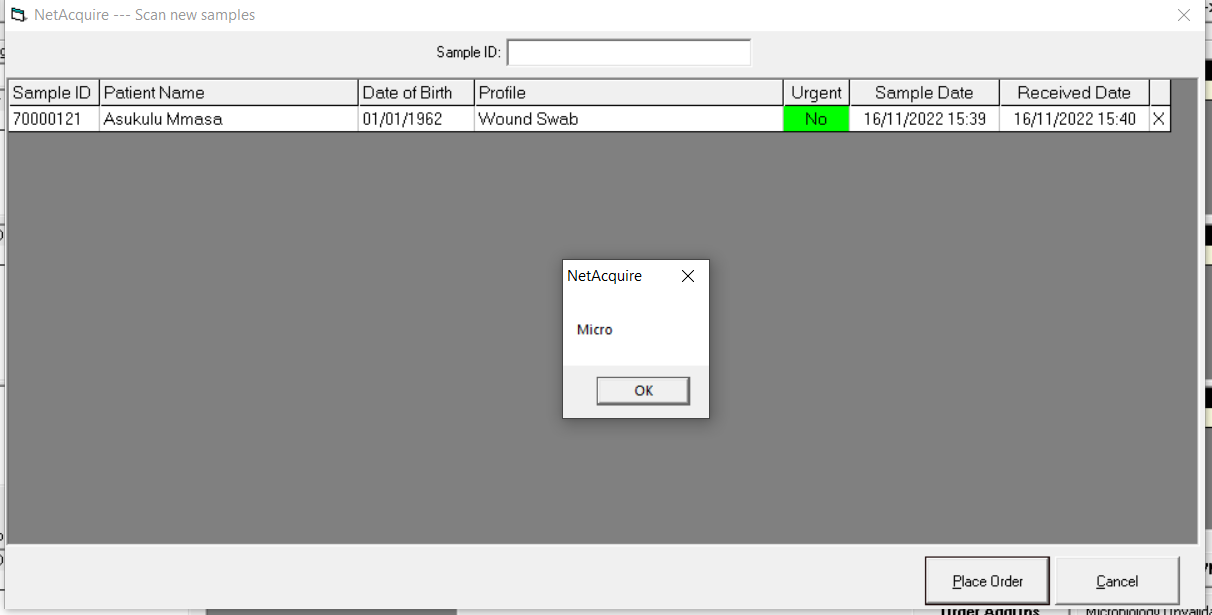 NetAcquire --- Scan new samples
Sample ID:
Sample ID Patient Name Date of Birth Profile Urgent Sample Date Received Date
70000121 Asukulu Mmasa 01/01/1962 Wound Swab No 16/11/2022 15:39 16/11/2022 15:40 X
NetAcquire
Micro
OK
Place Order Cancel